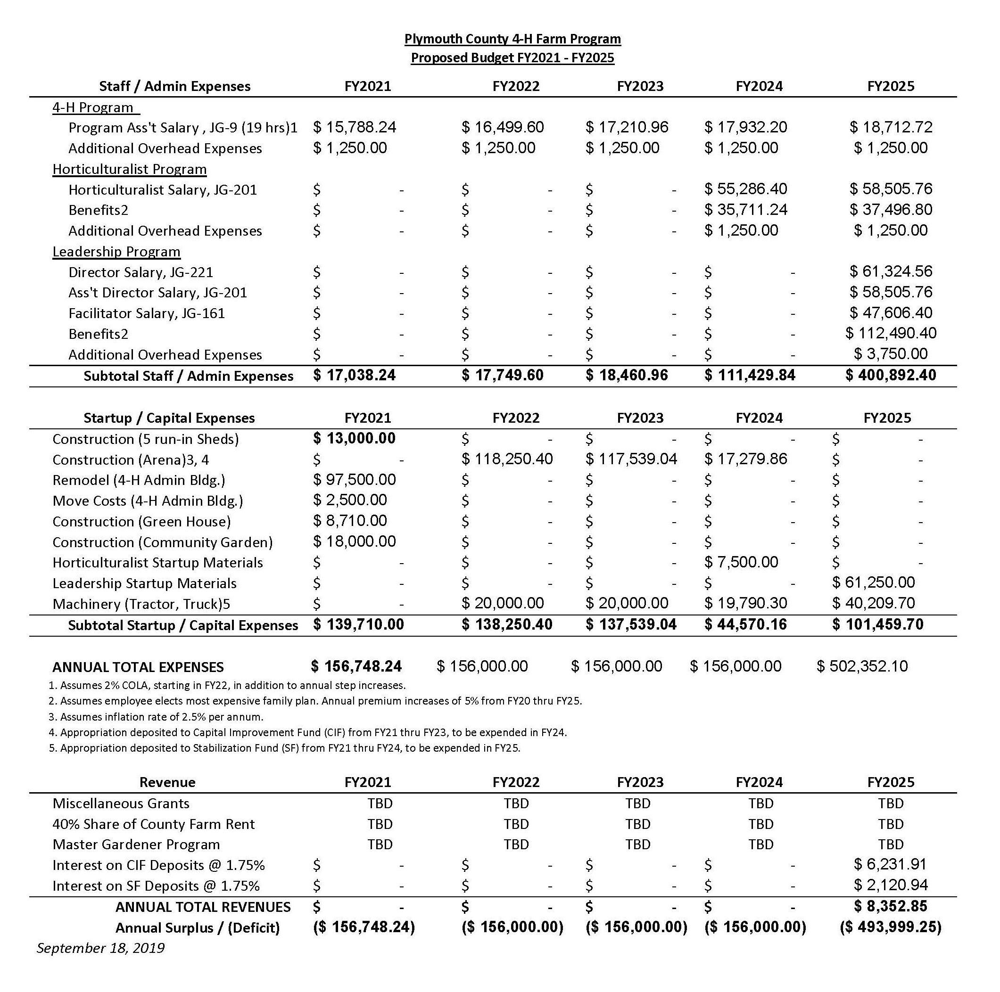 Plymouth County 4-H Farm Program
Proposed Budget FY2021 - FY2025
Staff / Admin Expenses FY2021 FY2022 FY2023 FY2024 FY2025
4-H Program
Program Ass't Salary , JG-9 (19 hrs)1 $ 15,788.24 $ 16,499.60 $ 17,210.96 $ 17,932.20 $ 18,712.72
Additional Overhead Expenses $ 1,250.00 $ 1,250.00 $ 1,250.00 $ 1,250.00 $ 1,250.00
Horticulturalist Program
Horticulturalist Salary, JG-201 $ - $ - $ - $ 55,286.40 $ 58,505.76
Benefits2 $ - $ - $ - $ 35,711.24 $ 37,496.80
Additional Overhead Expenses $ - $ - $ - $ 1,250.00 $ 1,250.00
Leadership Program
Director Salary, JG-221 $ - $ - $ - $ - $ 61,324.56
Ass't Director Salary, JG-201 $ - $ - $ - $ - $ 58,505.76
Facilitator Salary, JG-161 $ - $ - $ - $ - $ 47,606.40
Benefits2 $ - $ - $ - $ - $ 112,490.40
Additional Overhead Expenses $ - $ - $ - $ - $ 3,750.00
Subtotal Staff / Admin Expenses $ 17,038.24 $ 17,749.60 $ 18,460.96 $ 111,429.84 $ 400,892.40
Startup / Capital Expenses FY2021 FY2022 FY2023 FY2024 FY2025
Construction (5 run-in Sheds) $ 13,000.00 $ - $ - $ - $ -
Construction (Arena)3, 4 $ - $ 118,250.40 $ 117,539.04 $ 17,279.86 $ -
Remodel (4-H Admin Bldg.) $ 97,500.00 $ - $ - $ - $ -
Move Costs (4-H Admin Bldg.) $ 2,500.00 $ - $ - $ - $ -
Construction (Green House) $ 8,710.00 $ - $ - $ - $ -
Construction (Community Garden) $ 18,000.00 $ - $ - $ - $ -
Horticulturalist Startup Materials $ - $ - $ - $ 7,500.00 $ -
Leadership Startup Materials $ - $ - $ - $ - $ 61,250.00
Machinery (Tractor, Truck)5 $ - $ 20,000.00 $ 20,000.00 $ 19,790.30 $ 40,209.70
Subtotal Startup / Capital Expenses $ 139,710.00 $ 138,250.40 $ 137,539.04 $ 44,570.16 $ 101,459.70
ANNUAL TOTAL EXPENSES $ 156,748.24 $ 156,000.00 $ 156,000.00 $ 156,000.00 $ 502,352.10
1. Assumes 2% COLA, starting in FY22, in addition to annual step increases.
2. Assumes employee elects most expensive family plan. Annual premium increases of 5% from FY20 thru FY25.
3. Assumes inflation rate of 2.5% per annum.
4. Appropriation deposited to Capital Improvement Fund (CIF) from FY21 thru FY23, to be expended in FY24.
5. Appropriation deposited to Stabilization Fund (SF) from FY21 thru FY24, to be expended in FY25.
Revenue FY2021 FY2022 FY2023 FY2024 FY2025
Miscellaneous Grants TBD TBD TBD TBD TBD
40% Share of County Farm Rent TBD TBD TBD TBD TBD
Master Gardener Program TBD TBD TBD TBD TBD
Interest on CIF Deposits @ 1.75% $ - $ - $ - $ - $ 6,231.91
Interest on SF Deposits @ 1.75% $ - $ - $ - $ - $ 2,120.94
ANNUAL TOTAL REVENUES $ - $ - $ - $ - $ 8,352.85
Annual Surplus / (Deficit) ($ 156,748.24) ($ 156,000.00) ($ 156,000.00) ($ 156,000.00) ($ 493,999.25)
September 18, 2019